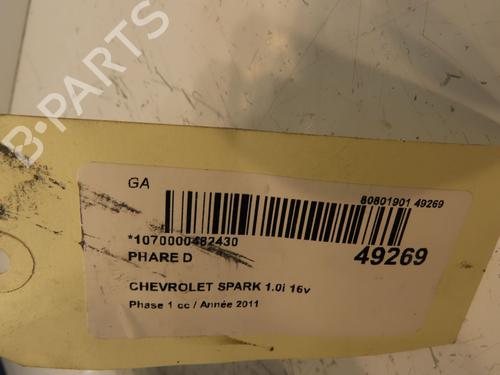 B-PARTS
GA
80801901 49269
*1070000482430
49269
PHARE D
CHEVROLET SPARK 1.0i 16v
Phase 1 cc / Année 2011